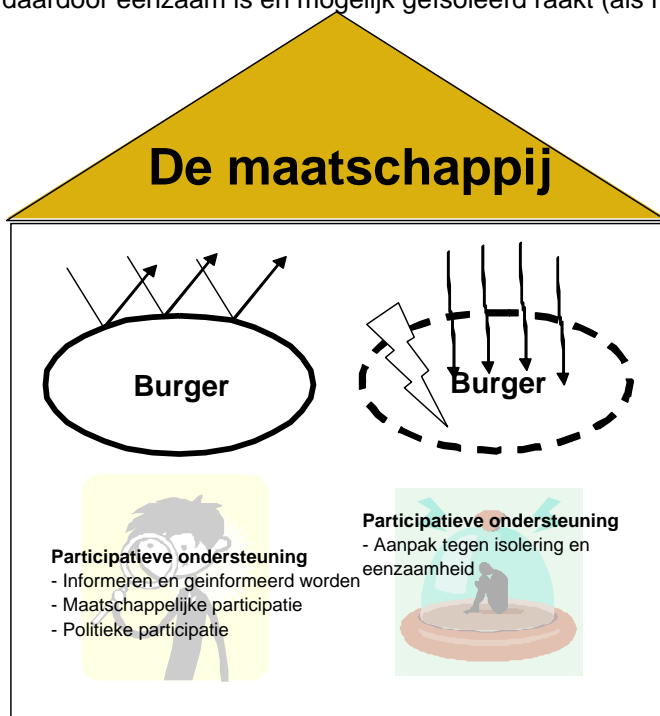 daardoor eenzaam is en mogelijk geïsoleerd raakt (als
De maatschappij
Burger
Burger
Participatieve ondersteuning
- Informeren en geinformeerd worden
- Maatschappelijke participatie
- Politieke participatie
Participatieve ondersteuning
- Aanpak tegen isolering en
eenzaamheid